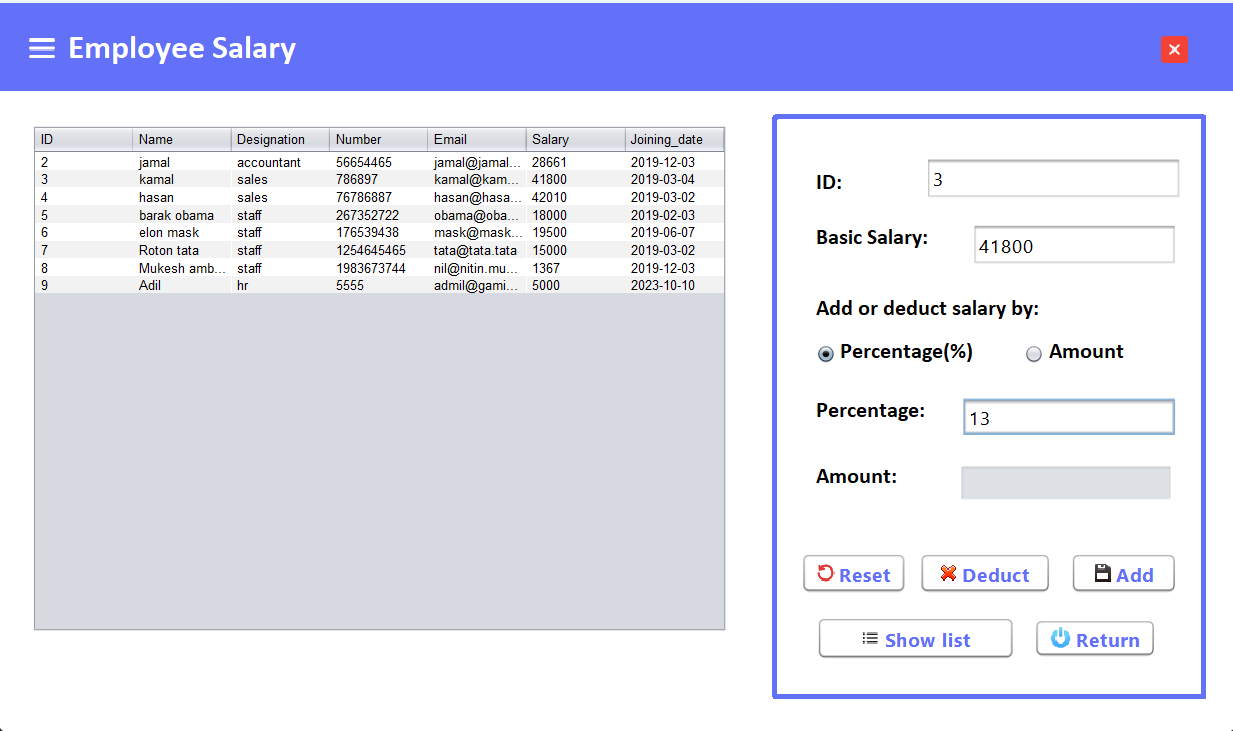 Employee Salary
ID Name Designation Number Email Salary Joining_date
2 jamal accountant 56654465 jamal@jamal... 28661 2019-12-03
3 kamal sales 786897 kamal@kam... 41800 2019-03-04
4 hasan sales 76786887 hasan@hasa... 42010 2019-03-02
5 barak obama staff 267352722 obama@oba... 18000 2019-02-03
6 elon mask staff 176539438 mask@mask... 19500 2019-06-07
7 Roton tata staff 1254645465 tata@tata.tata 15000 2019-03-02
8 Mukesh amb... staff 1983673744 nil@nitin.mu... 1367 2019-12-03
9 Adil hr 5555 admil@gami... 5000 2023-10-10
ID: 3
Basic Salary: 41800
Add or deduct salary by:
Percentage(%) Amount
Percentage: 13
Amount:
Reset Deduct Add
Show list Return